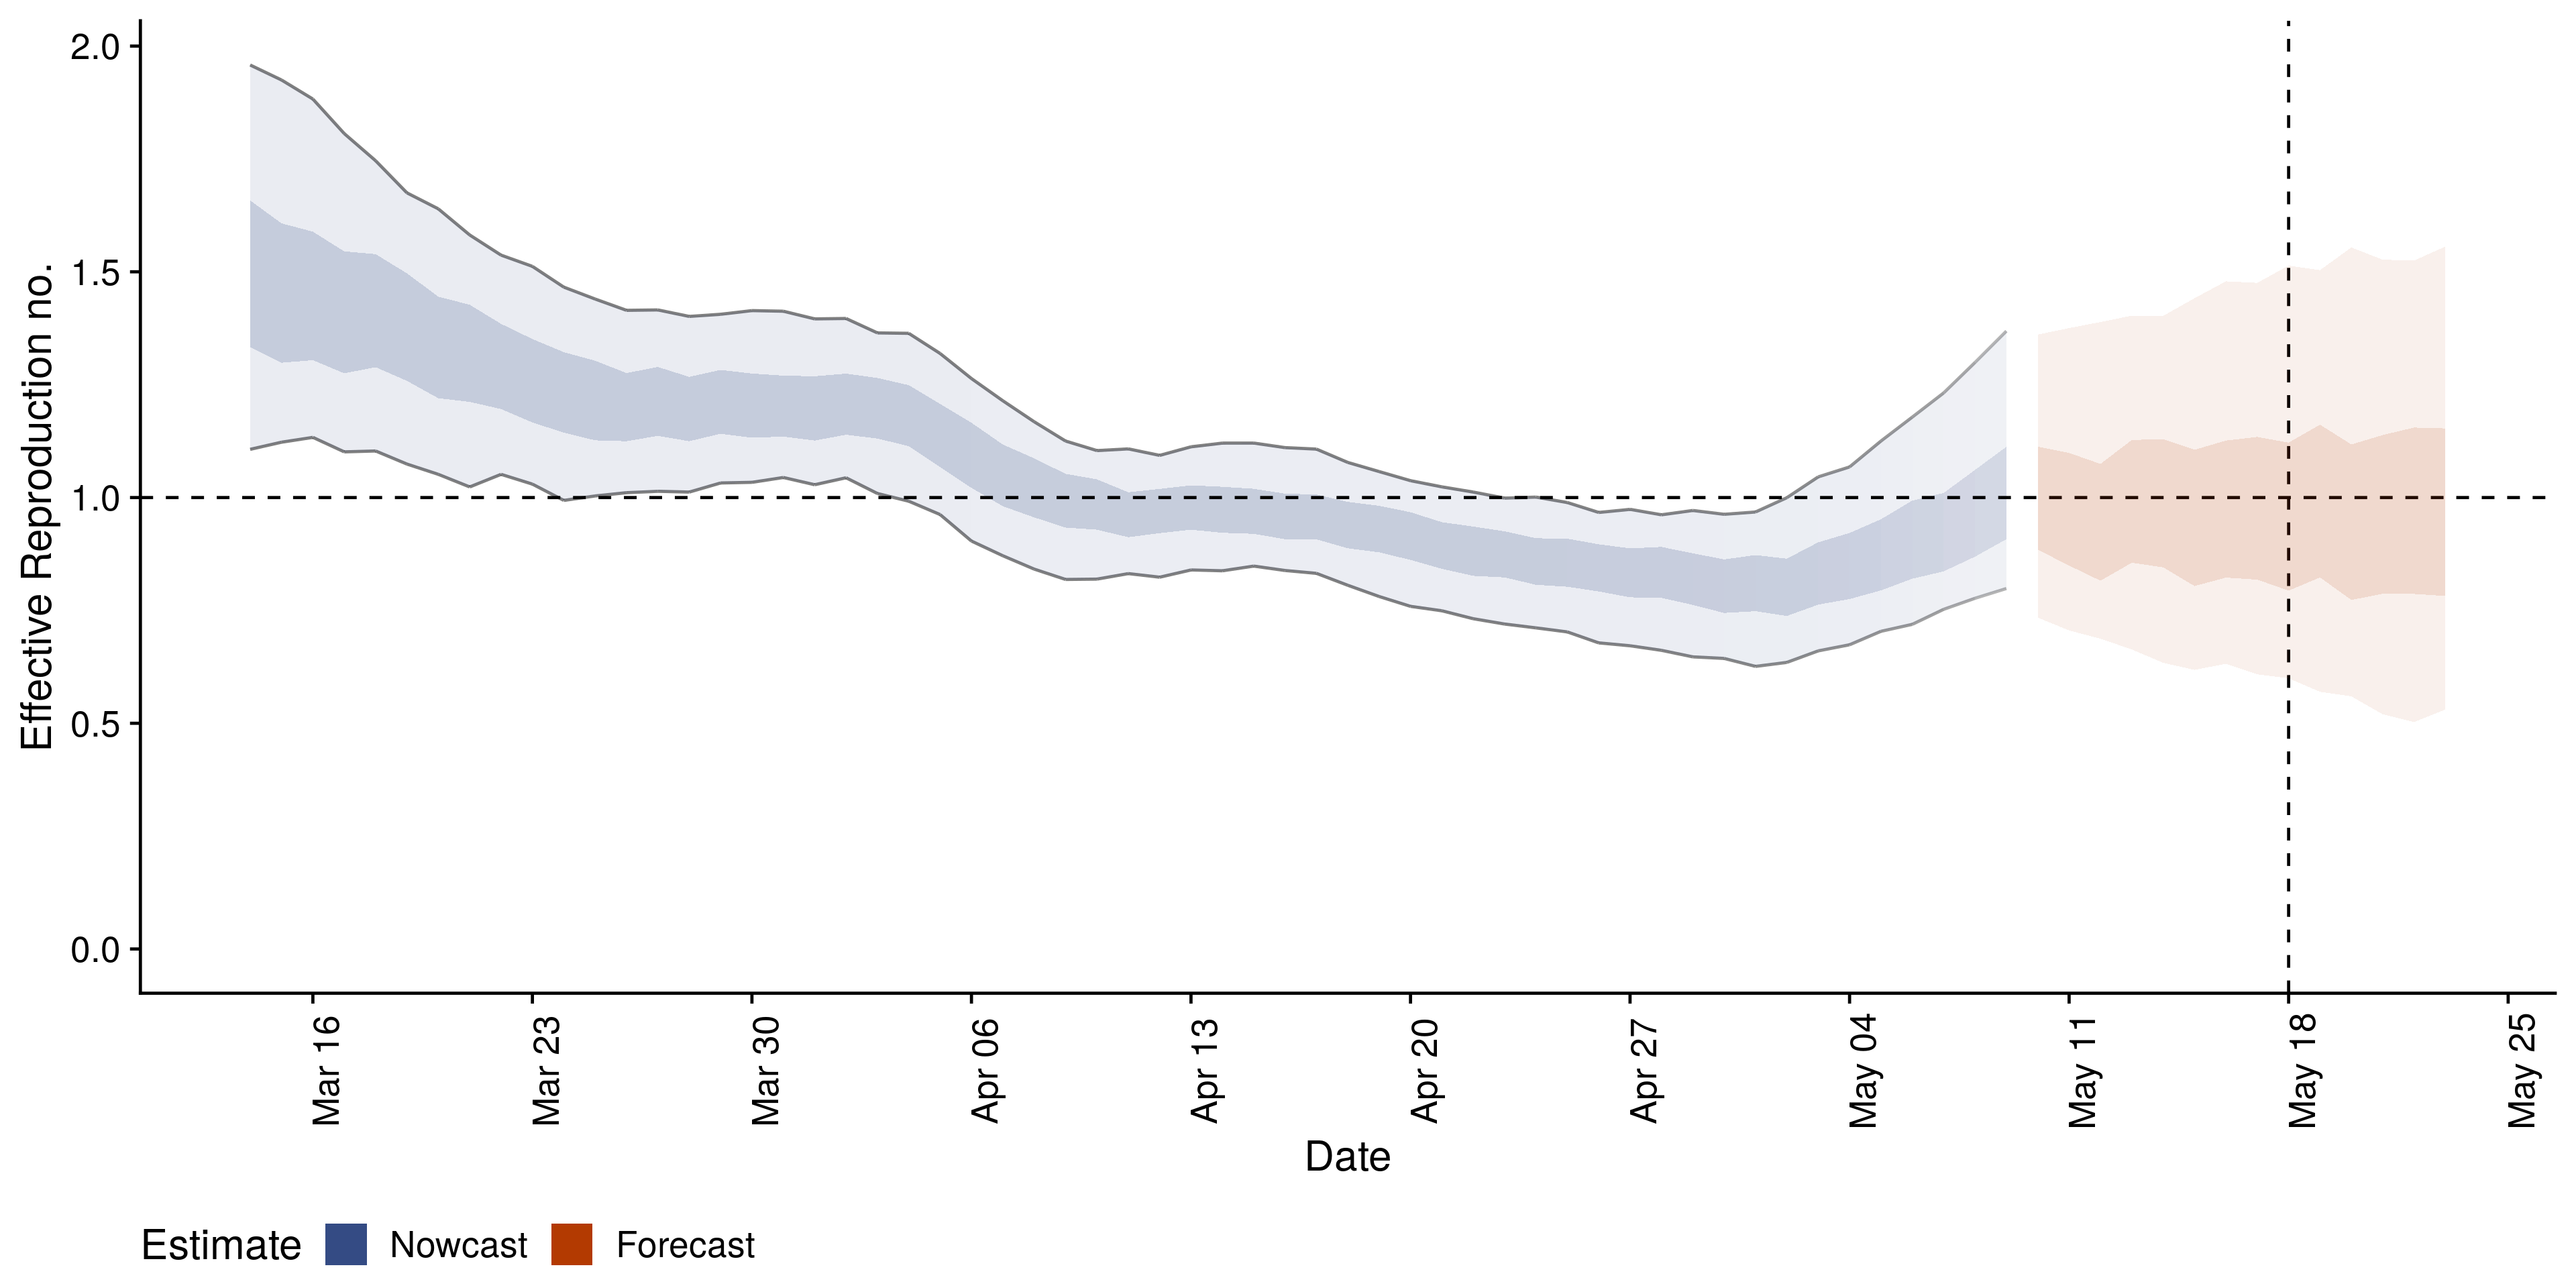 Effective Reproduction no.
2.0
1.5
1.0
0.5
0.0
Mar 16
Mar 23
Mar 30
Apr 06
Apr 13
Apr 20
Apr 27
May 04
May 11
May 18
May 25
Date
Estimate Nowcast Forecast